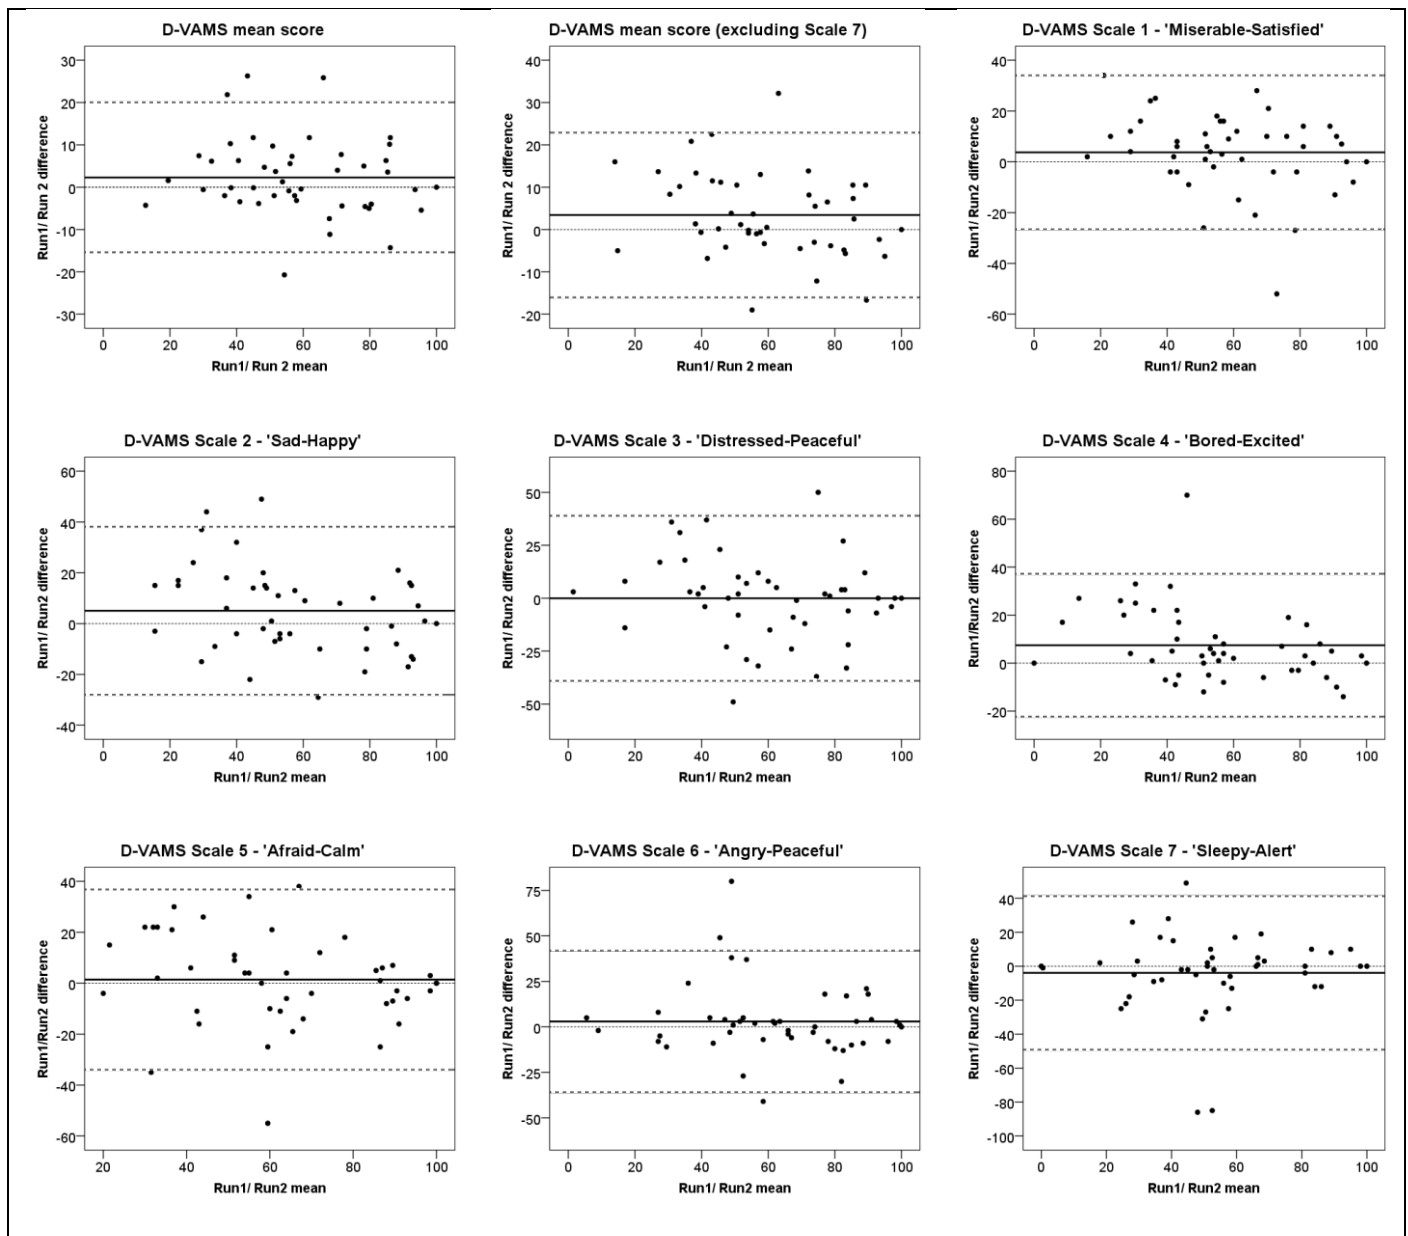 D-VAMS mean score
30
20
10
0
-10
-20
-30
Run1/ Run 2 difference
0 20 40 60 80 100
Run1/ Run 2 mean
D-VAMS mean score (excluding Scale 7)
40
30
20
10
0
-10
-20
Run1/ Run 2 difference
0 20 40 60 80 100
Run1/ Run 2 mean
D-VAMS Scale 1 - 'Miserable-Satisfied'
40
20
0
-20
-40
-60
Run1/ Run 2 difference
0 20 40 60 80 100
Run1/ Run2 mean
D-VAMS Scale 2 - 'Sad-Happy'
60
40
20
0
-20
-40
Run1/ Run2 difference
0 20 40 60 80 100
Run1/ Run2 mean
D-VAMS Scale 3 - 'Distressed-Peaceful'
50
25
0
-25
-50
Run1/ Run2 difference
0 20 40 60 80 100
Run1/ Run2 mean
D-VAMS Scale 4 - 'Bored-Excited'
80
60
40
20
0
-20
Run1/Run2 difference
0 20 40 60 80 100
Run1/ Run2 mean
D-VAMS Scale 5 - 'Afraid-Calm'
40
20
0
-20
-40
-60
Run1/Run2 difference
20 40 60 80 100
Run1/ Run2 mean
D-VAMS Scale 6 - 'Angry-Peaceful'
75
50
25
0
-25
-50
Run1/ Run2 difference
0 20 40 60 80 100
Run1/ Run2 mean
D-VAMS Scale 7 - 'Sleepy-Alert'
40
20
0
-20
-40
-60
-80
-100
Run1/ Run2 difference
0 20 40 60 80 100
Run1/ Run2 mean